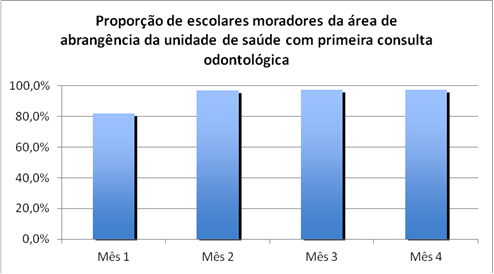 Proporção de escolares moradores da área de
abrangência da unidade de saúde com primeira consulta
odontológica
100,0%
80,0%
60,0%
40,0%
20,0%
0,0%
Mês 1 Mês 2 Mês 3 Mês 4